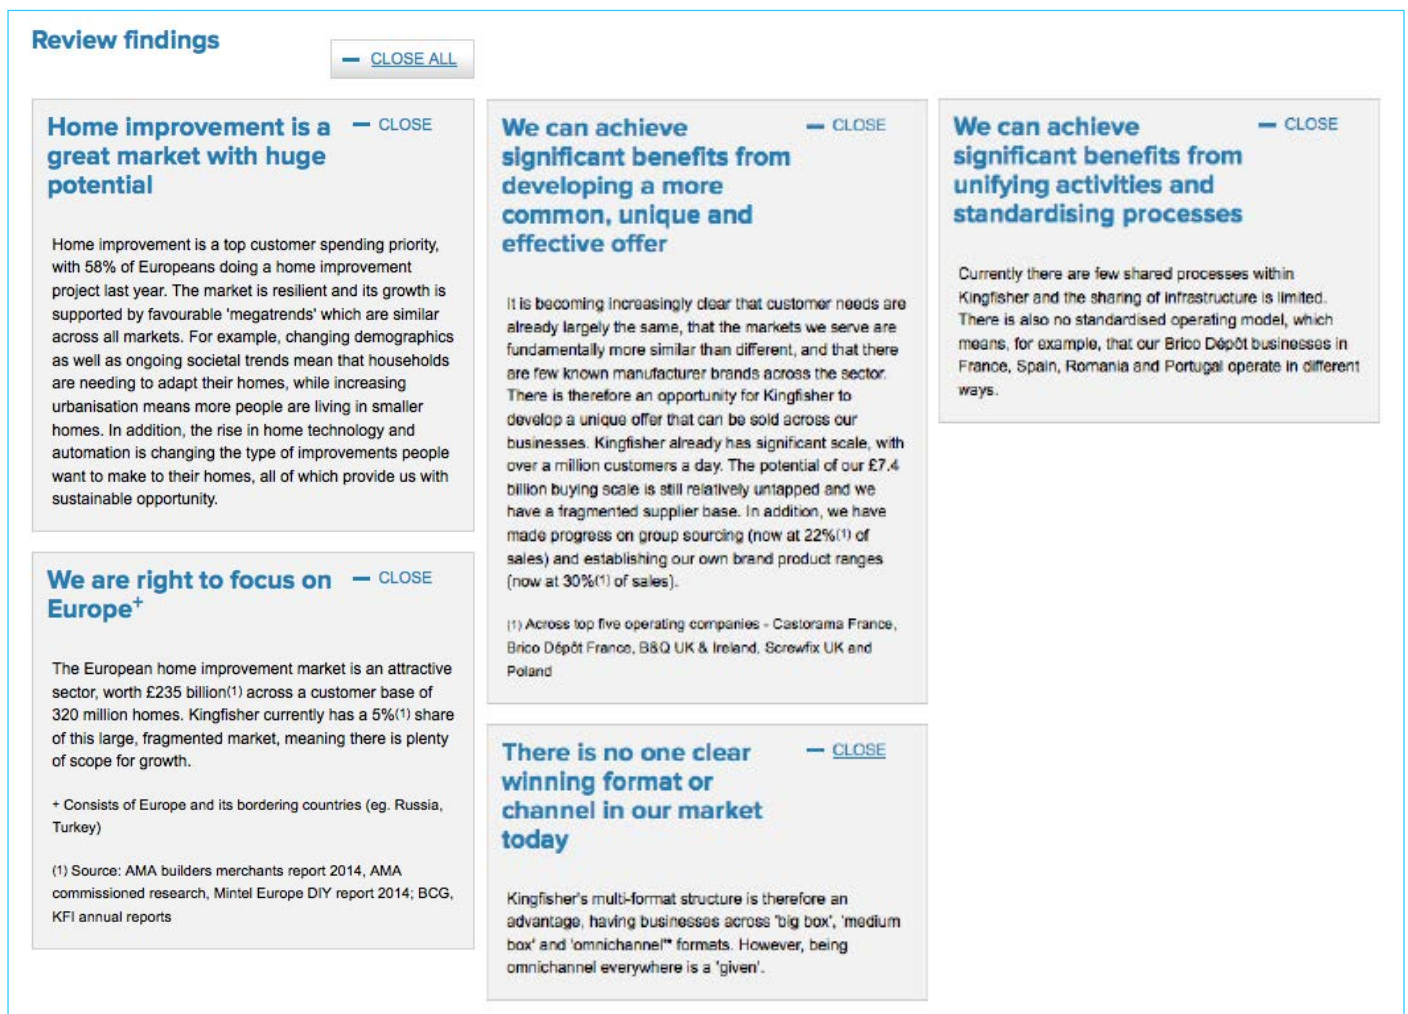 Review findings
— CLOSE ALL
Home improvement is a
great market with huge
potential
— CLOSE
Home improvement is a top customer spending priority,
with 58% of Europeans doing a home improvement
project last year. The market is resilient and its growth is
supported by favourable 'megatrends' which are similar
across all markets. For example, changing demographics
as well as ongoing societal trends mean that households
are needing to adapt their homes, while increasing
urbanisation means more people are living in smaller
homes. In addition, the rise in home technology and
automation is changing the type of improvements people
want to make to their homes, all of which provide us with
sustainable opportunity.
We are right to focus on
Europe+
— CLOSE
The European home improvement market is an attractive
sector, worth £235 billion(1) across a customer base of
320 million homes. Kingfisher currently has a 5%(1) share
of this large, fragmented market, meaning there is plenty
of scope for growth.
+ Consists of Europe and its bordering countries (eg. Russia,
Turkey)
(1) Source: AMA builders merchants report 2014, AMA
commissioned research, Mintel Europe DIY report 2014; BCG,
KFI annual reports
We can achieve
significant benefits from
developing a more
common, unique and
effective offer
— CLOSE
It is becoming increasingly clear that customer needs are
already largely the same, that the markets we serve are
fundamentally more similar than different, and that there
are few known manufacturer brands across the sector.
There is therefore an opportunity for Kingfisher to
develop a unique offer that can be sold across our
businesses. Kingfisher already has significant scale, with
over a million customers a day. The potential of our £7.4
billion buying scale is still relatively untapped and we
have a fragmented supplier base. In addition, we have
made progress on group sourcing (now at 22%(1) of
sales) and establishing our own brand product ranges
(now at 30%(1) of sales).
(1) Across top five operating companies - Castorama France,
Brico Dépôt France, B&Q UK & Ireland, Screwfix UK and
Poland
There is no one clear
winning format or
channel in our market
today
— CLOSE
Kingfisher's multi-format structure is therefore an
advantage, having businesses across 'big box', 'medium
box' and 'omnichannel'* formats. However, being
omnichannel everywhere is a 'given'.
We can achieve
significant benefits from
unifying activities and
standardising processes
— CLOSE
Currently there are few shared processes within
Kingfisher and the sharing of infrastructure is limited.
There is also no standardised operating model, which
means, for example, that our Brico Dépôt businesses in
France, Spain, Romania and Portugal operate in different
ways.